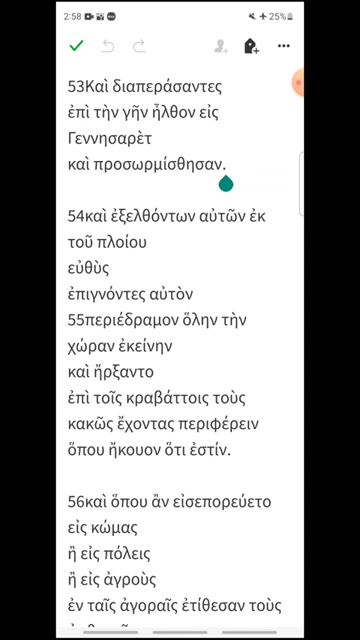 2:58
25%
53Καὶ διαπεράσαντες
ἐπὶ τὴν γῆν ἦλθον εἰς
Γεννησαρὲτ
καὶ προσωρμίσθησαν.
54καὶ ἐξελθόντων αὐτῶν ἐκ
τοῦ πλοίου
εὐθὺς
ἐπιγνόντες αὐτὸν
55περιέδραμον ὅλην τὴν
χώραν ἐκείνην
καὶ ἤρξαντο
ἐπὶ τοῖς κραβάττοις τοὺς
κακῶς ἔχοντας περιφέρειν
ὅπου ἤκουον ὅτι ἐστίν.
56καὶ ὅπου ἂν εἰσεπορεύετο
εἰς κώμας
ἢ εἰς πόλεις
ἢ εἰς ἀγροὺς
ἐν ταῖς ἀγοραῖς ἐτίθεσαν τοὺς